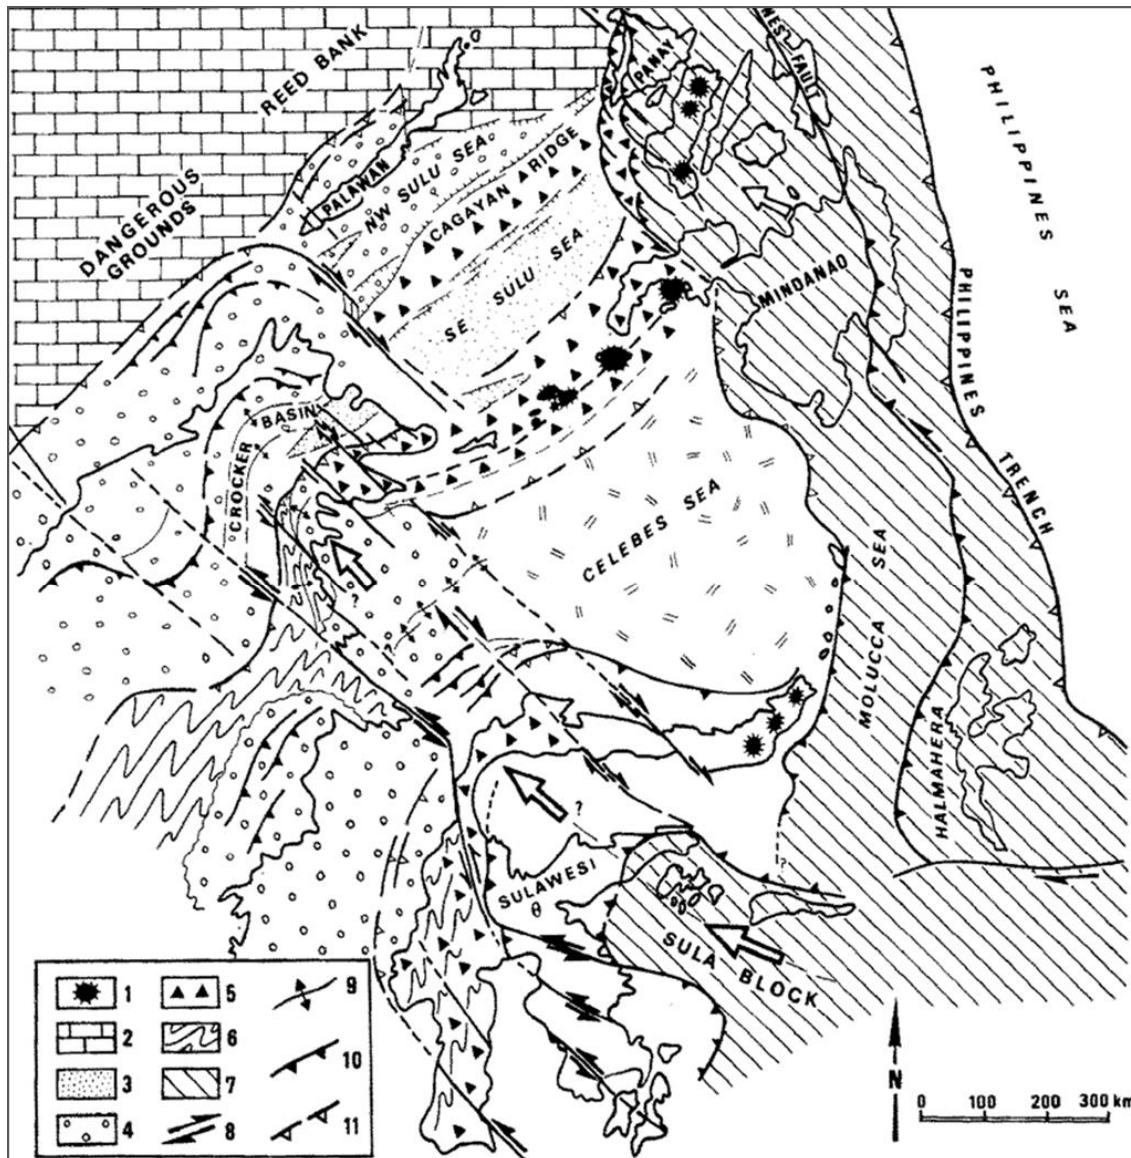 REED BANK
DANGEROUS
GROUNDS
PALAWAN
NW SULU SEA
CAGAYAN RIDGE
SE SULU SEA
PANAY
NES FAULT
PHILIPPINES SEA
MINDANAO
PHILIPPINES TRENCH
CROCKER
BASIN
CELEBES SEA
?
MOLUCCA SEA
HALMAHERA
?
?
SULAWESI
SULA BLOCK
1
2
3
4
5
6
7
8
9
10
11
N
0 100 200 300 km